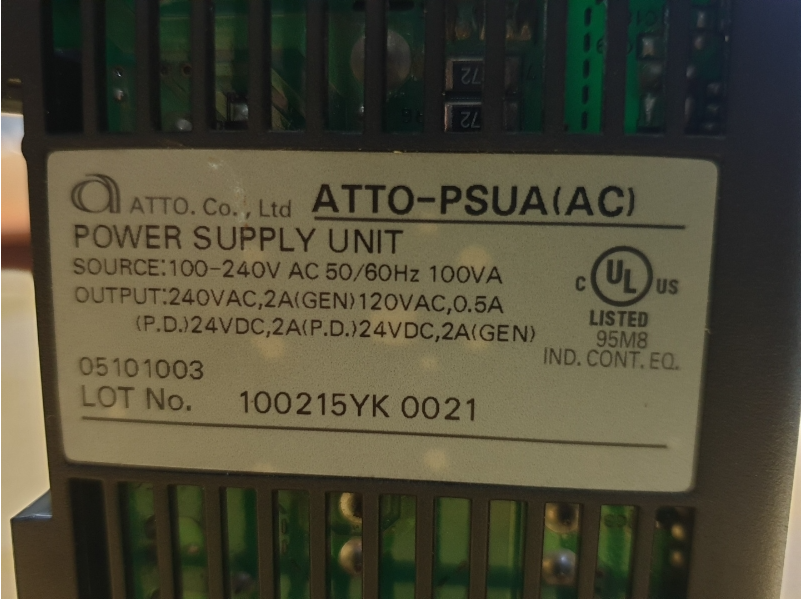 ATTO. Co., Ltd ATTO-PSUA(AC)
POWER SUPPLY UNIT
SOURCE:100-240V AC 50/60Hz 100VA
OUTPUT:240VAC,2A(GEN)120VAC,0.5A
(P.D.)24VDC,2A(P.D.)24VDC,2A(GEN)
C UL US
LISTED
95M8
IND. CONT. EQ.
05101003
LOT No. 100215YK 0021